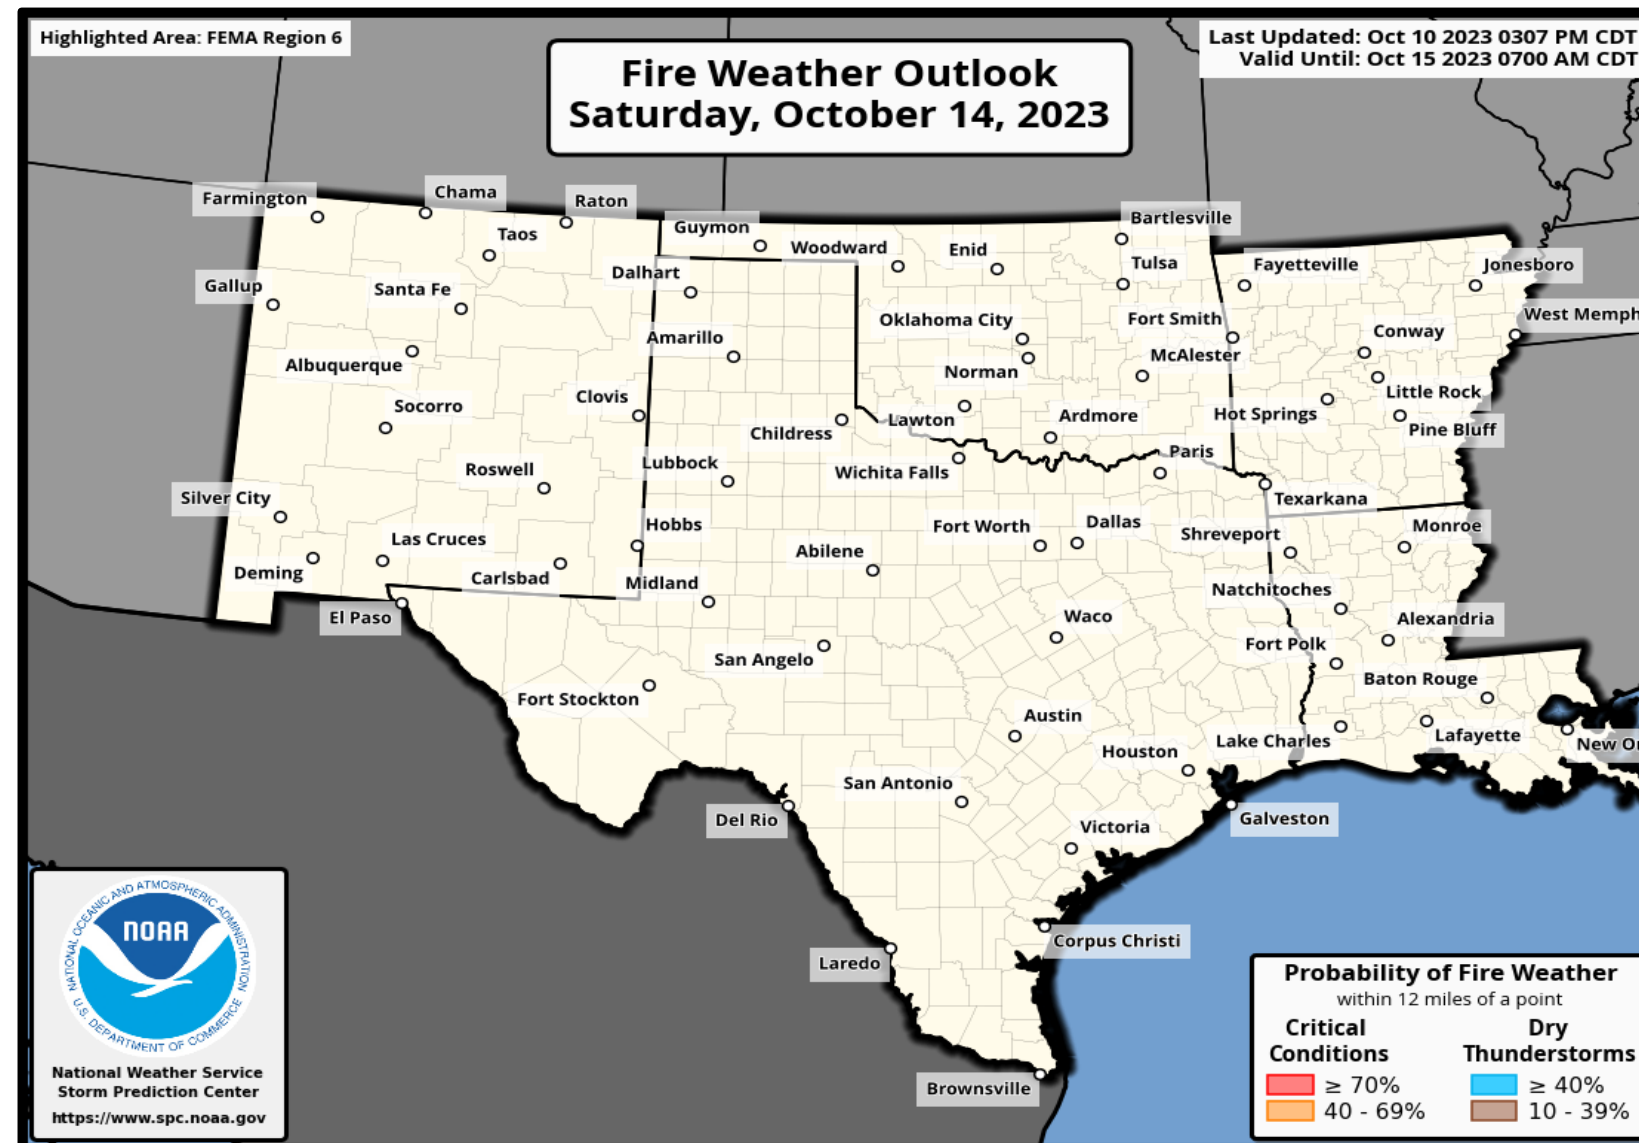 Highlighted Area: FEMA Region 6
Fire Weather Outlook
Saturday, October 14, 2023
Last Updated: Oct 10 2023 0307 PM CDT
Valid Until: Oct 15 2023 0700 AM CDT
Farmington
Chama
Raton
Taos
Guymon
Woodward
Enid
Bartlesville
Tulsa
Fayetteville
Jonesboro
Gallup
Santa Fe
Dalhart
Oklahoma City
Fort Smith
West Memph
Albuquerque
Amarillo
Norman
McAlester
Conway
Socorro
Clovis
Childress
Lawton
Ardmore
Hot Springs
Little Rock
Pine Bluff
Roswell
Lubbock
Wichita Falls
Paris
Texarkana
Silver City
Las Cruces
Hobbs
Abilene
Fort Worth
Dallas
Shreveport
Monroe
Deming
Carlsbad
Midland
Natchitoches
El Paso
Waco
Alexandria
San Angelo
Fort Polk
Fort Stockton
Baton Rouge
Austin
Houston
Lake Charles
Lafayette
New Or
San Antonio
Del Rio
Victoria
Galveston
Corpus Christi
Laredo
Brownsville
NATIONAL OCEANIC AND ATMOSPHERIC ADMINISTRATION
NOAA
U.S. DEPARTMENT OF COMMERCE
National Weather Service
Storm Prediction Center
https://www.spc.noaa.gov
Probability of Fire Weather
within 12 miles of a point
Critical
Conditions
≥ 70%
40 - 69%
Dry
Thunderstorms
≥ 40%
10 - 39%